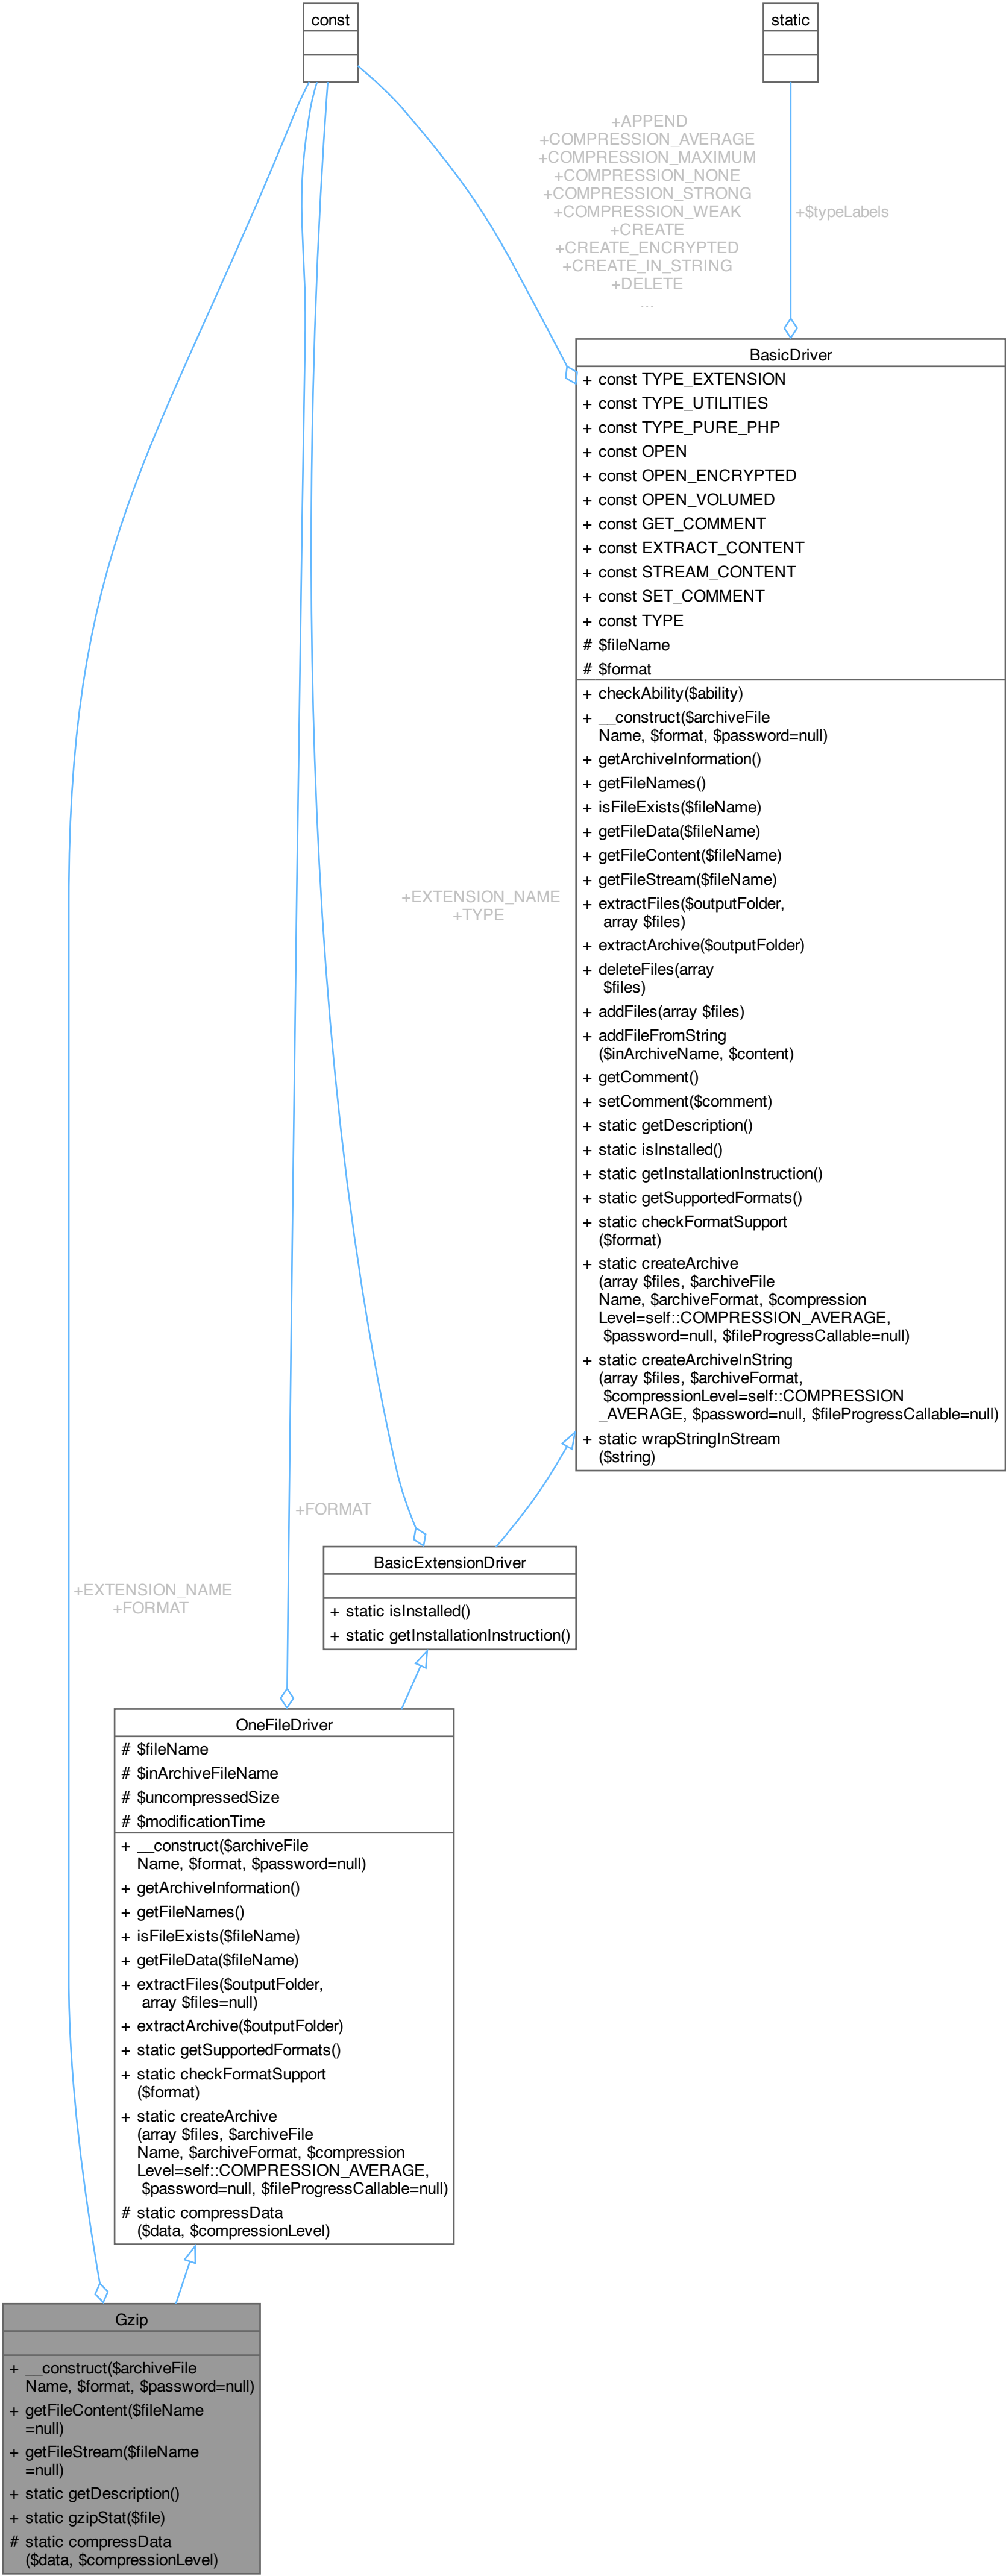 const
static
+APPEND
+COMPRESSION_AVERAGE
+COMPRESSION_MAXIMUM
+COMPRESSION_NONE
+COMPRESSION_STRONG
+COMPRESSION_WEAK
+CREATE
+CREATE_ENCRYPTED
+CREATE_IN_STRING
+DELETE
...
+$typeLabels
BasicDriver
+ const TYPE_EXTENSION
+ const TYPE_UTILITIES
+ const TYPE_PURE_PHP
+ const OPEN
+ const OPEN_ENCRYPTED
+ const OPEN_VOLUMED
+ const GET_COMMENT
+ const EXTRACT_CONTENT
+ const STREAM_CONTENT
+ const SET_COMMENT
+ const TYPE
# $fileName
# $format
+ checkAbility($ability)
+ __construct($archiveFile
Name, $format, $password=null)
+ getArchiveInformation()
+ getFileNames()
+ isFileExists($fileName)
+ getFileData($fileName)
+ getFileContent($fileName)
+ getFileStream($fileName)
+ extractFiles($outputFolder,
array $files)
+ extractArchive($outputFolder)
+ deleteFiles(array
$files)
+ addFiles(array $files)
+ addFileFromString
($inArchiveName, $content)
+ getComment()
+ setComment($comment)
+ static getDescription()
+ static isInstalled()
+ static getInstallationInstruction()
+ static getSupportedFormats()
+ static checkFormatSupport
($format)
+ static createArchive
(array $files, $archiveFile
Name, $archiveFormat, $compression
Level=self::COMPRESSION_AVERAGE,
$password=null, $fileProgressCallable=null)
+ static createArchiveInString
(array $files, $archiveFormat,
$compressionLevel=self::COMPRESSION
_AVERAGE, $password=null, $fileProgressCallable=null)
+ static wrapStringInStream
($string)
+EXTENSION_NAME
+TYPE
+FORMAT
BasicExtensionDriver
+ static isInstalled()
+ static getInstallationInstruction()
+EXTENSION_NAME
+FORMAT
OneFileDriver
# $fileName
# $inArchiveFileName
# $uncompressedSize
# $modificationTime
+ __construct($archiveFile
Name, $format, $password=null)
+ getArchiveInformation()
+ getFileNames()
+ isFileExists($fileName)
+ getFileData($fileName)
+ extractFiles($outputFolder,
array $files=null)
+ extractArchive($outputFolder)
+ static getSupportedFormats()
+ static checkFormatSupport
($format)
+ static createArchive
(array $files, $archiveFile
Name, $archiveFormat, $compression
Level=self::COMPRESSION_AVERAGE,
$password=null, $fileProgressCallable=null)
# static compressData
($data, $compressionLevel)
Gzip
+ __construct($archiveFile
Name, $format, $password=null)
+ getFileContent($fileName
=null)
+ getFileStream($fileName
=null)
+ static getDescription()
+ static gzipStat($file)
# static compressData
($data, $compressionLevel)